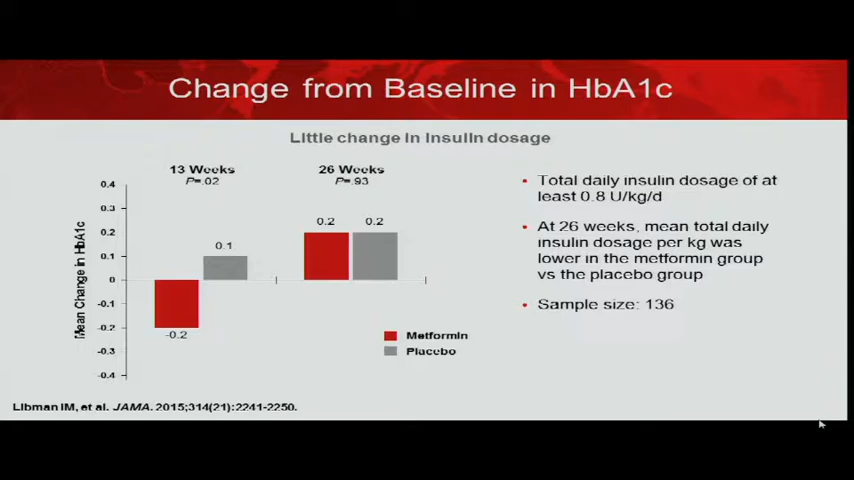 Change from Baseline in HbA1c
Little change in insulin dosage
13 Weeks
P=.02
26 Weeks
P=.93
Mean Change in HbA1c
0.4
0.3
0.2
0.1
0
-0.1
-0.2
-0.3
-0.4
-0.2
0.1
0.2
0.2
Metformin
Placebo
• Total daily insulin dosage of at
least 0.8 U/kg/d
• At 26 weeks, mean total daily
insulin dosage per kg was
lower in the metformin group
vs the placebo group
• Sample size: 136
Libman IM, et al. JAMA. 2015;314(21):2241-2250.